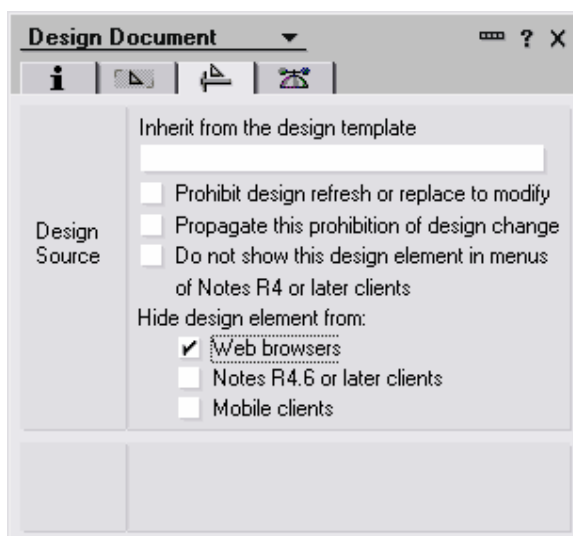 Design Document
? X
i
Inherit from the design template
Prohibit design refresh or replace to modify
Propagate this prohibition of design change
Design
Source
Do not show this design element in menus
of Notes R4 or later clients
Hide design element from:
Web browsers
Notes R4.6 or later clients
Mobile clients